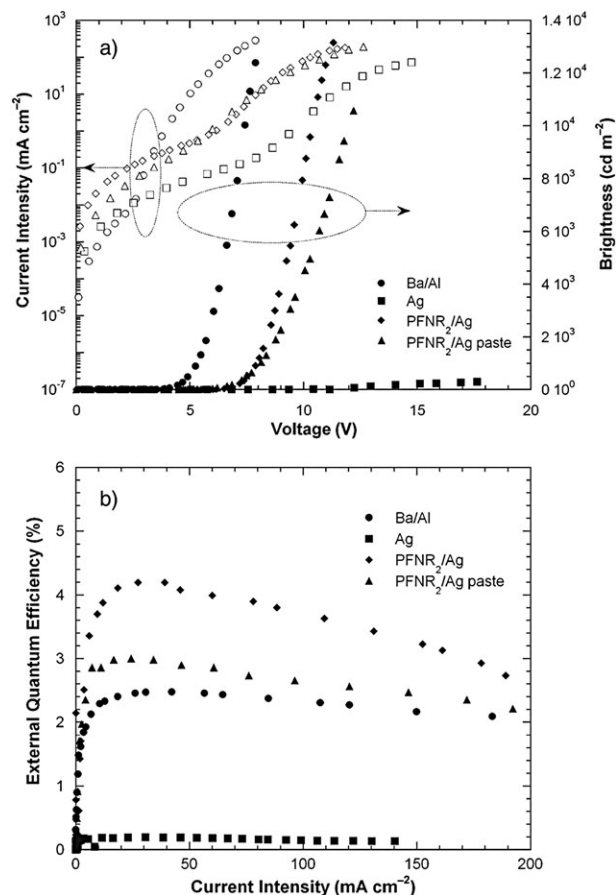 a)
10³
10¹
10⁻¹
10⁻³
10⁻⁵
10⁻⁷
Current Intensity (mA cm⁻²)
1.4 10⁴
1.2 10⁴
1 10⁴
8 10³
6 10³
4 10³
2 10³
0 10⁰
Brightness (cd m⁻²)
Ba/Al
Ag
PFNR₂/Ag
PFNR₂/Ag paste
0 5 10 15 20
Voltage (V)
b)
6
5
4
3
2
1
0
External Quantum Efficiency (%)
Ba/Al
Ag
PFNR₂/Ag
PFNR₂/Ag paste
0 50 100 150 200
Current Intensity (mA cm⁻²)